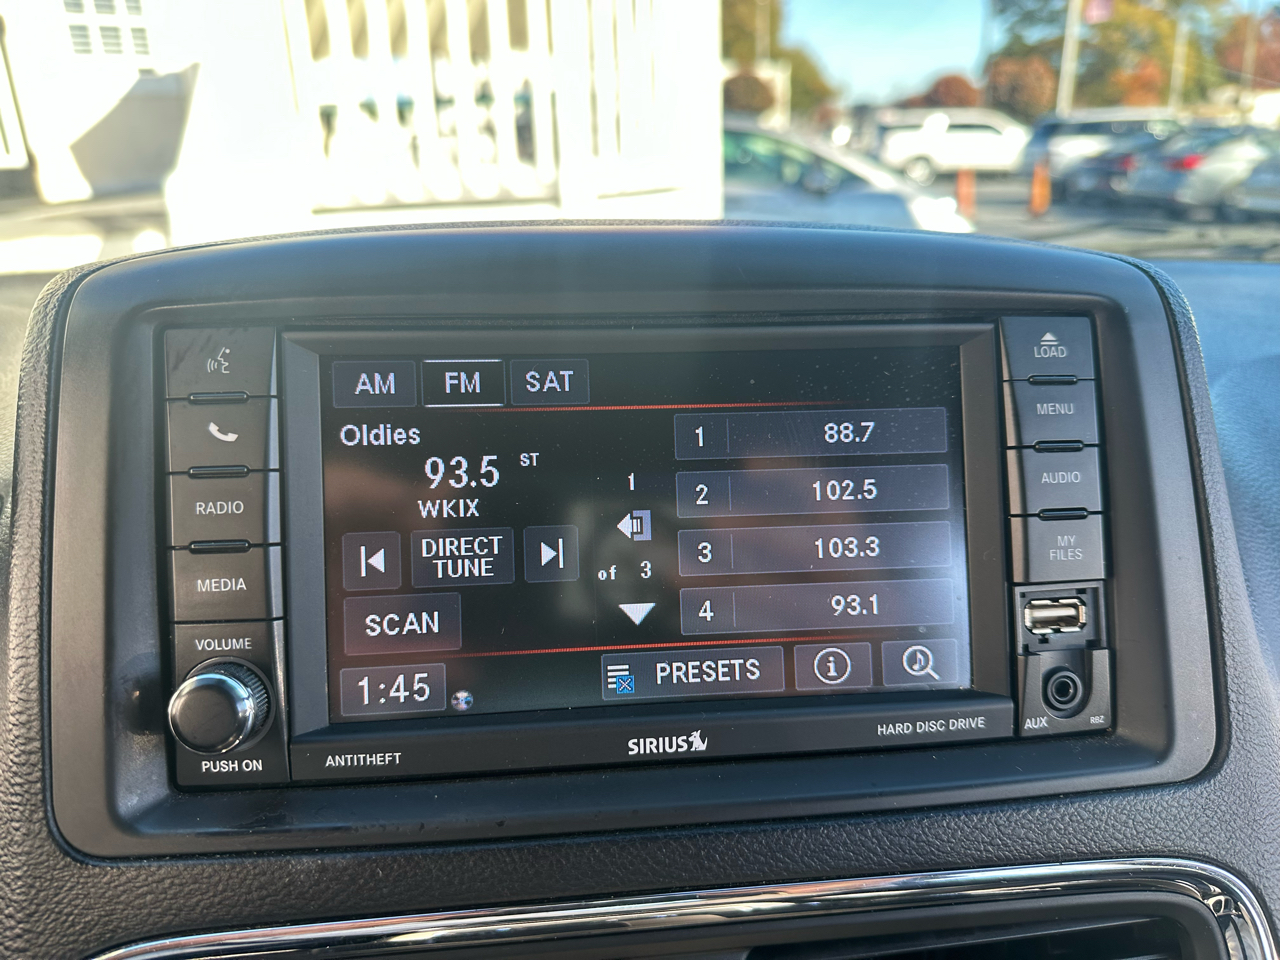 AM FM SAT
Oldies
93.5 ST
WKIX
DIRECT
TUNE
SCAN
1:45
1
of 3
1 88.7
2 102.5
3 103.3
4 93.1
PRESETS
RADIO
MEDIA
VOLUME
PUSH ON
LOAD
MENU
AUDIO
MY
FILES
AUX
RBZ
ANTITHEFT
SIRIUS
HARD DISC DRIVE